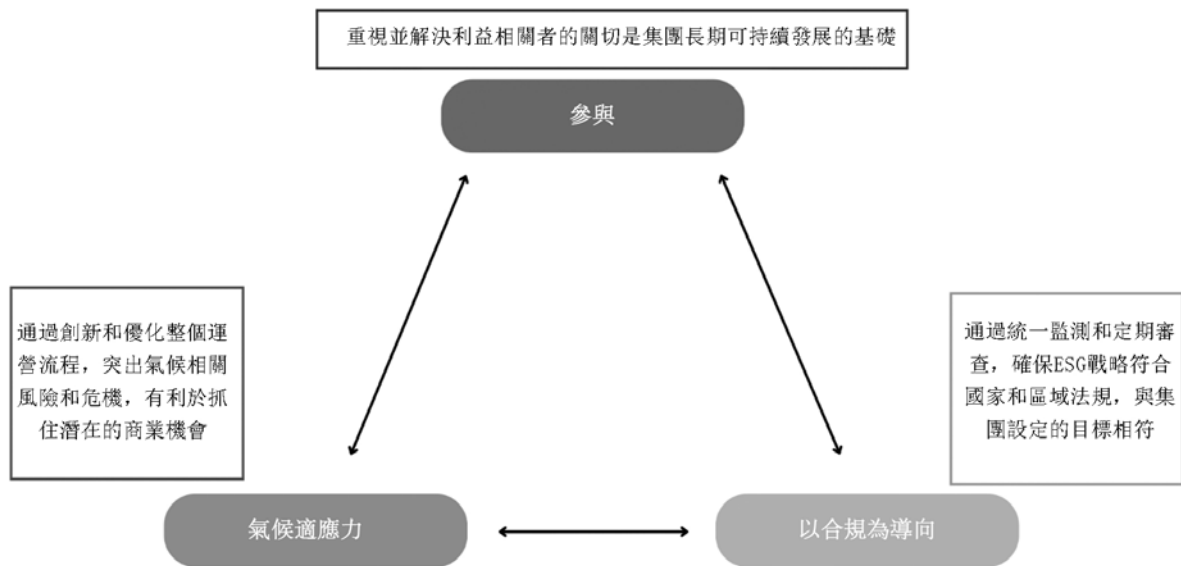 重視並解決利益相關者的關切是集團長期可持續發展的基礎
參與
通過創新和優化整個運
營流程，突出氣候相關
風險和危機，有利於抓
住潛在的商業機會
通過統一監測和定期審
查，確保ESG戰略符合
國家和區域法規，與集
團設定的目標相符
氣候適應力
以合規為導向